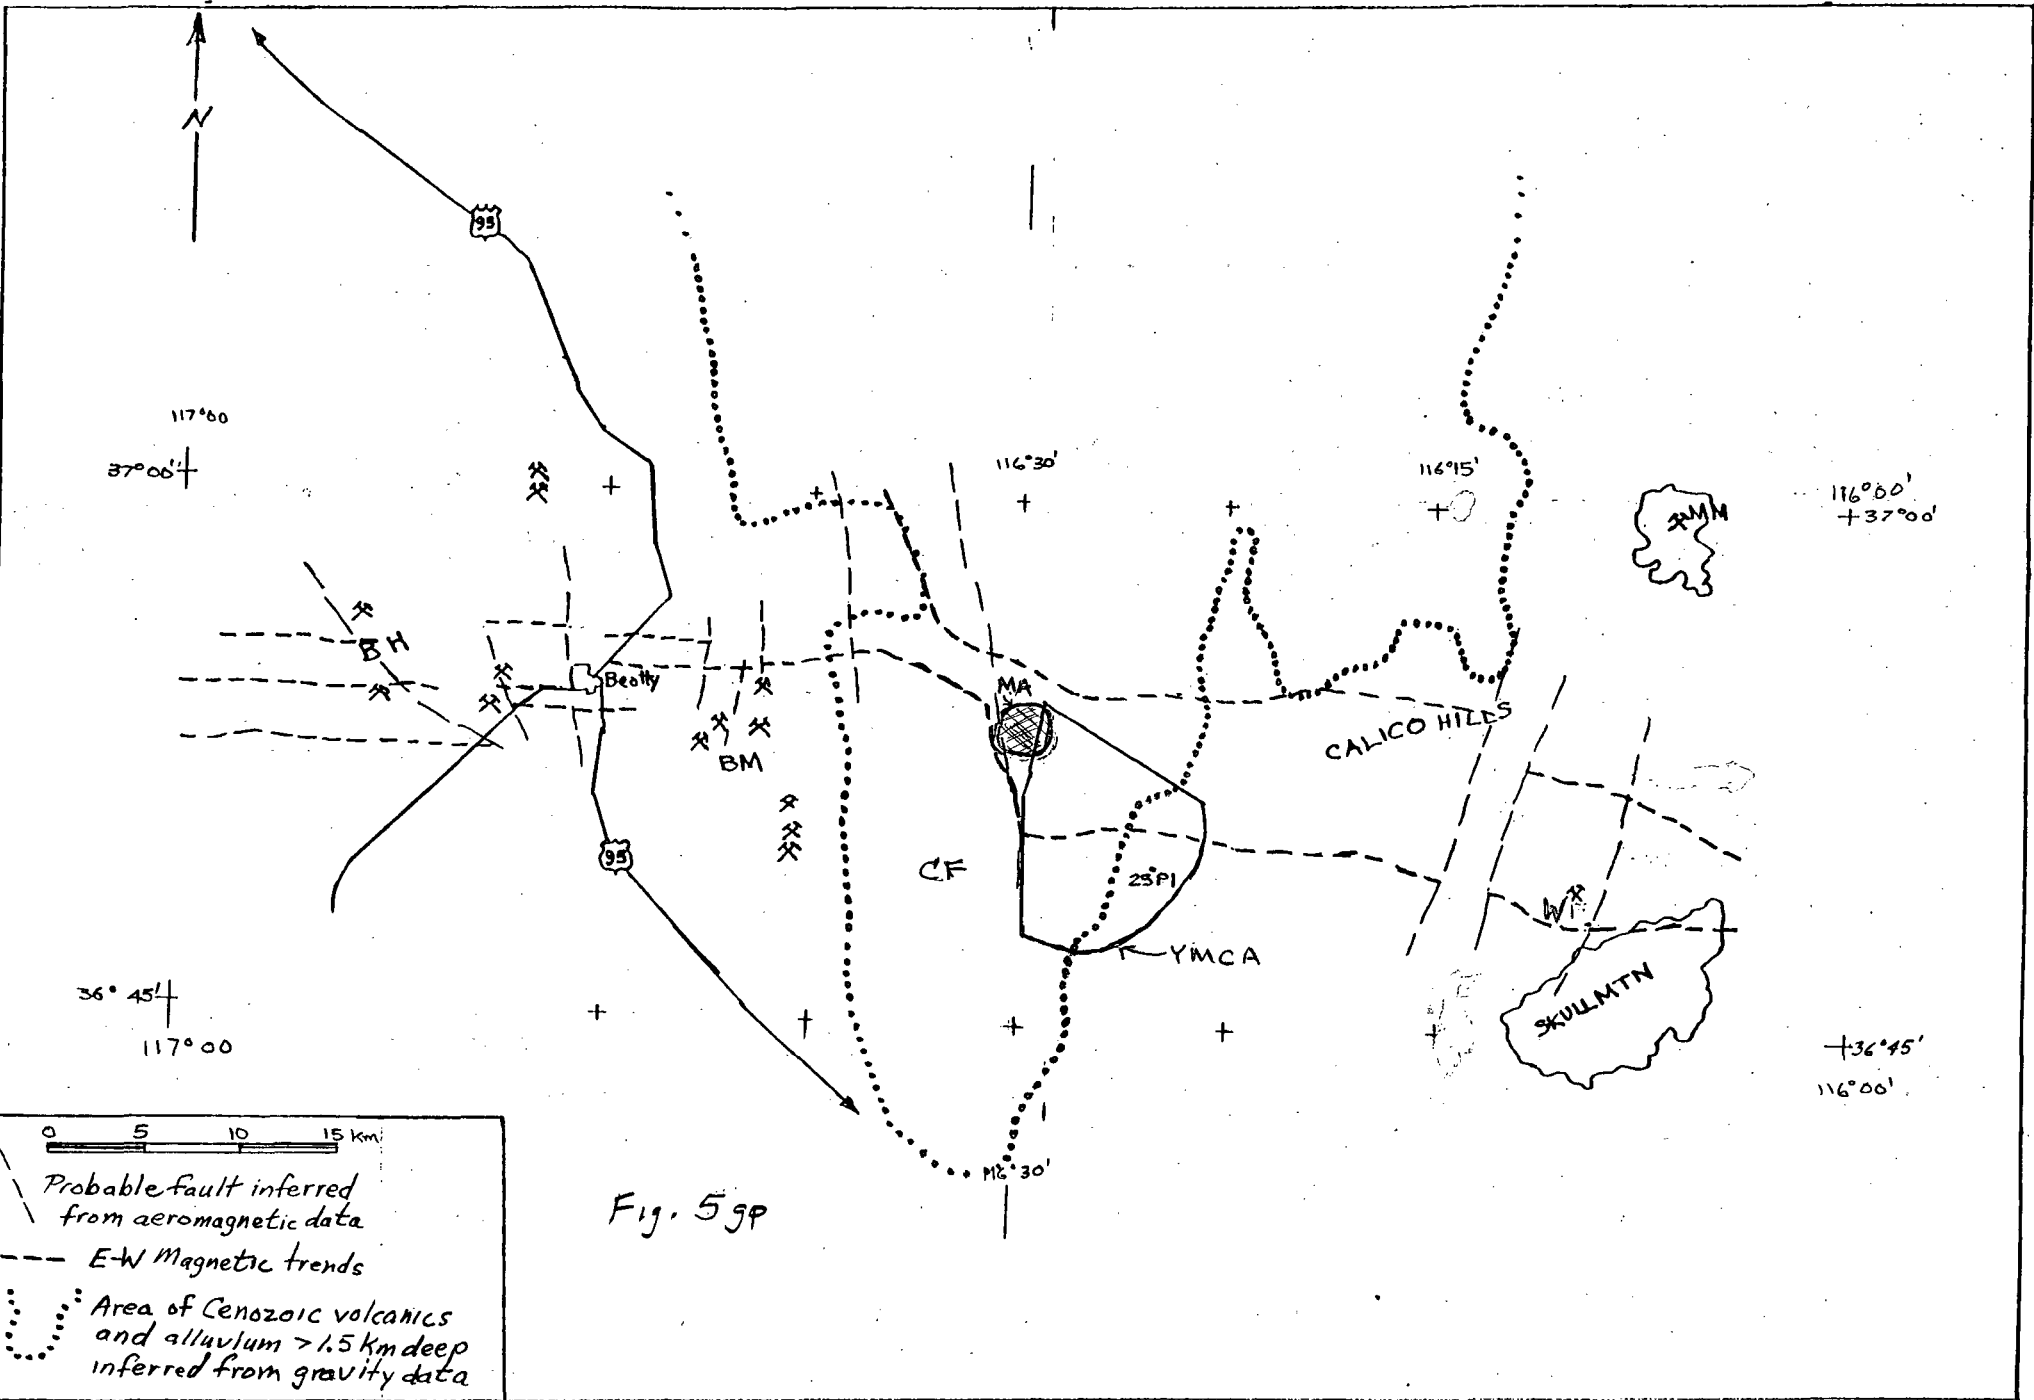 N
95
117°00
37°00'
116°30'
116°15'
116°00'
37°00'
MM
BH
Beatty
MA
CALICO HILLS
BM
CF
25P1
YMCA
WT
SKULL MTN
95
36°45'
117°00
36°45'
116°00'
116°30'
0 5 10 15 Km
Probable fault inferred
from aeromagnetic data
E-W Magnetic trends
Area of Cenozoic volcanics
and alluvium >1.5 Km deep
inferred from gravity data
Fig. 5gp